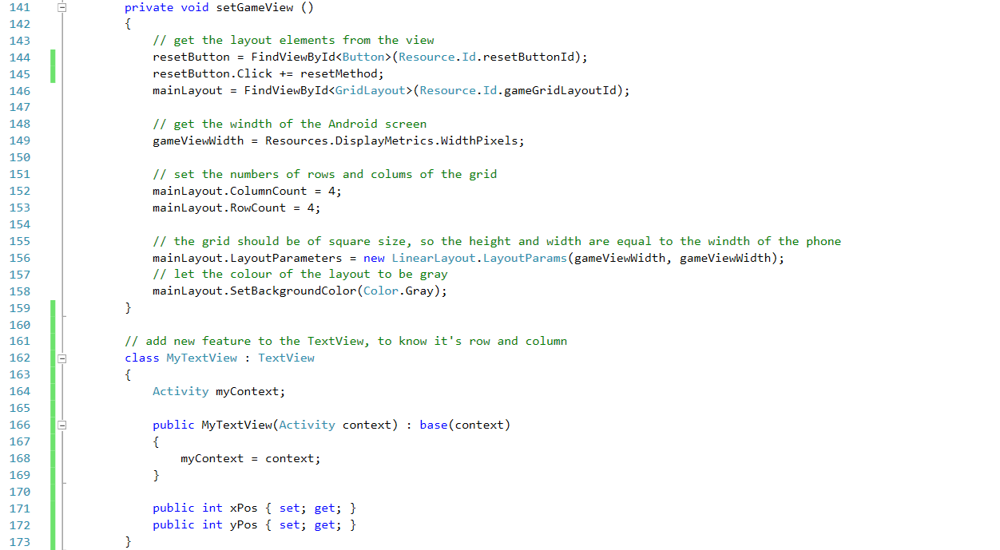 141 private void setGameView ()
142 {
143 // get the layout elements from the view
144 resetButton = FindViewById<Button>(Resource.Id.resetButtonId);
145 resetButton.Click += resetMethod;
146 mainLayout = FindViewById<GridLayout>(Resource.Id.gameGridLayoutId);
147
148 // get the windth of the Android screen
149 gameViewWidth = Resources.DisplayMetrics.WidthPixels;
150
151 // set the numbers of rows and colums of the grid
152 mainLayout.ColumnCount = 4;
153 mainLayout.RowCount = 4;
154
155 // the grid should be of square size, so the height and width are equal to the windth of the phone
156 mainLayout.LayoutParameters = new LinearLayout.LayoutParams(gameViewWidth, gameViewWidth);
157 // let the colour of the layout to be gray
158 mainLayout.SetBackgroundColor(Color.Gray);
159 }
160
161 // add new feature to the TextView, to know it's row and column
162 class MyTextView : TextView
163 {
164 Activity myContext;
165
166 public MyTextView(Activity context) : base(context)
167 {
168 myContext = context;
169 }
170
171 public int xPos { set; get; }
172 public int yPos { set; get; }
173 }